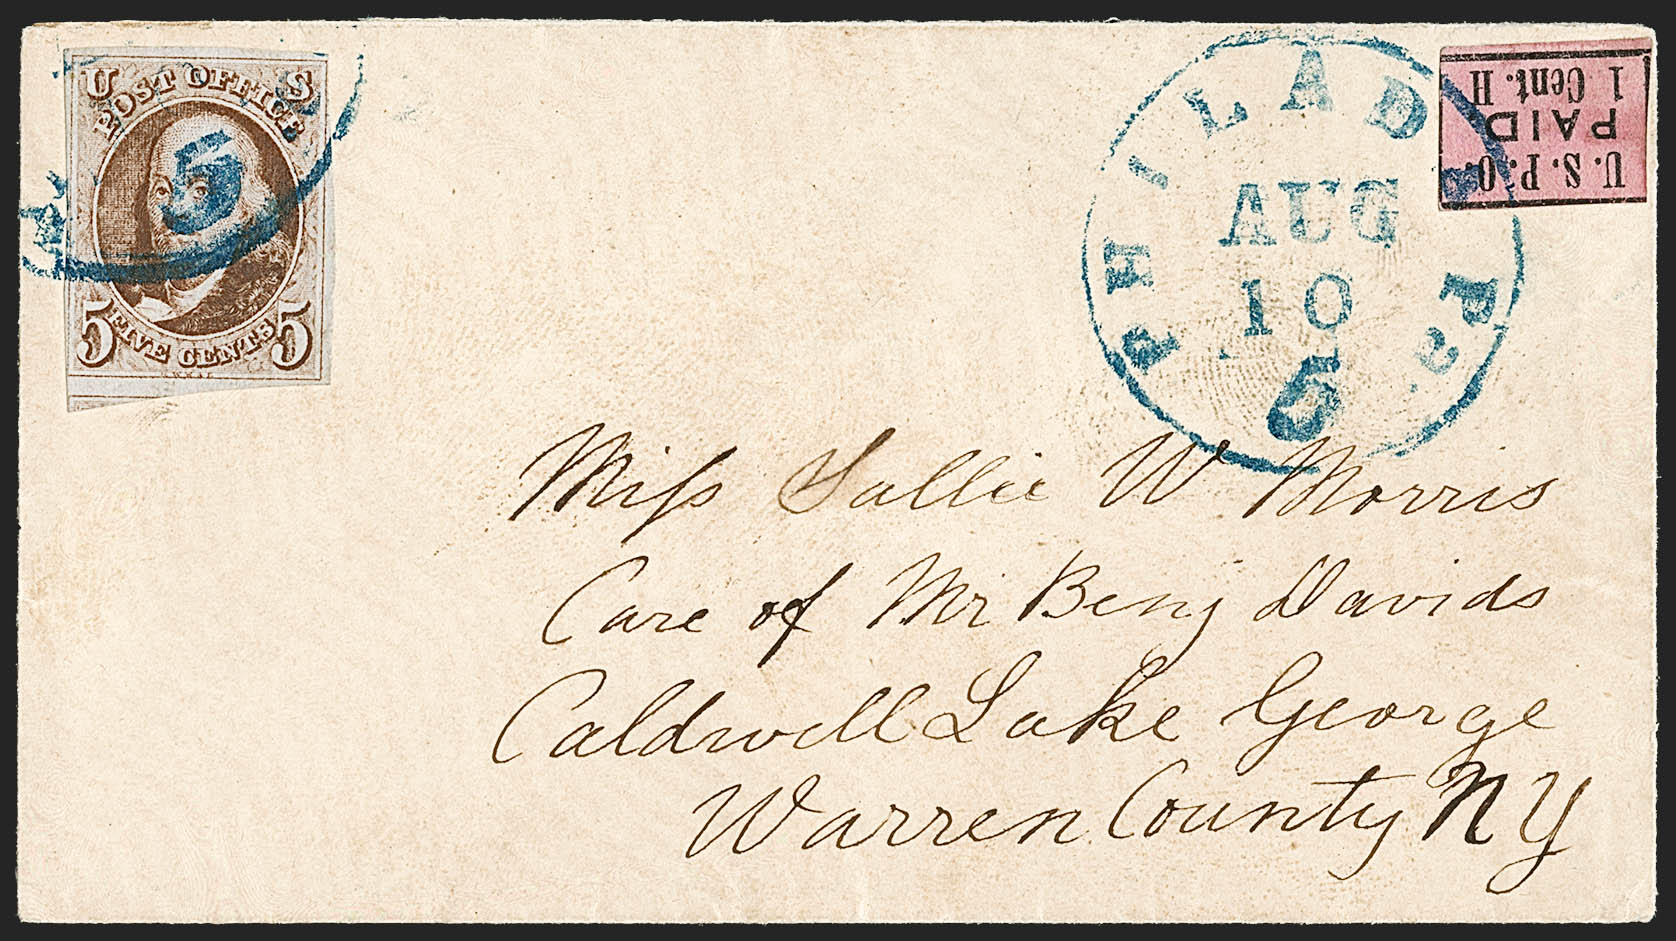 U S
POST OFFICE
5 FIVE CENTS 5
5
PHILADA Pa
AUG
10
5
U.S.P.O.
PAID
1 Cent. H
Miss Sallie W Morris
Care of Mr Benj Davids
Caldwell Lake George
Warren County NY